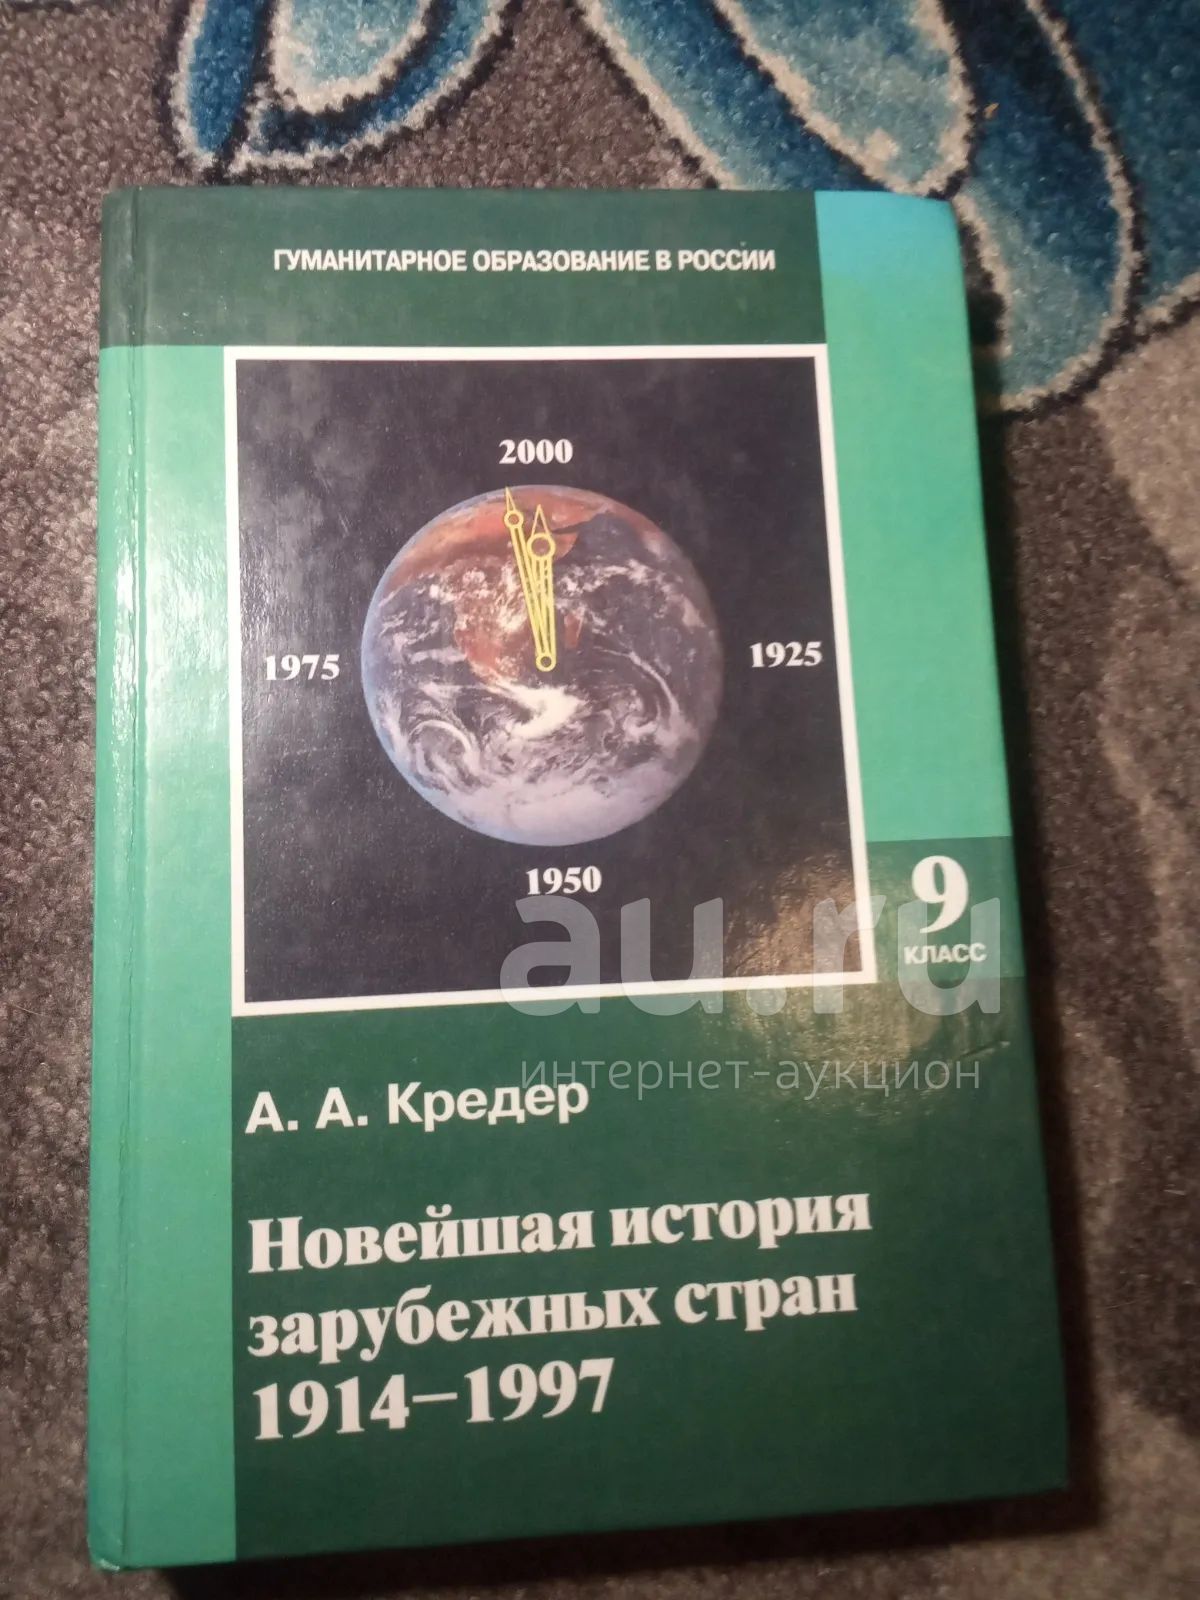 ГУМАНИТАРНОЕ ОБРАЗОВАНИЕ В РОССИИ
2000
1975
1925
1950
9
КЛАСС
au.ru
интернет-аукцион
А. А. Кредер
Новейшая история
зарубежных стран
1914–1997